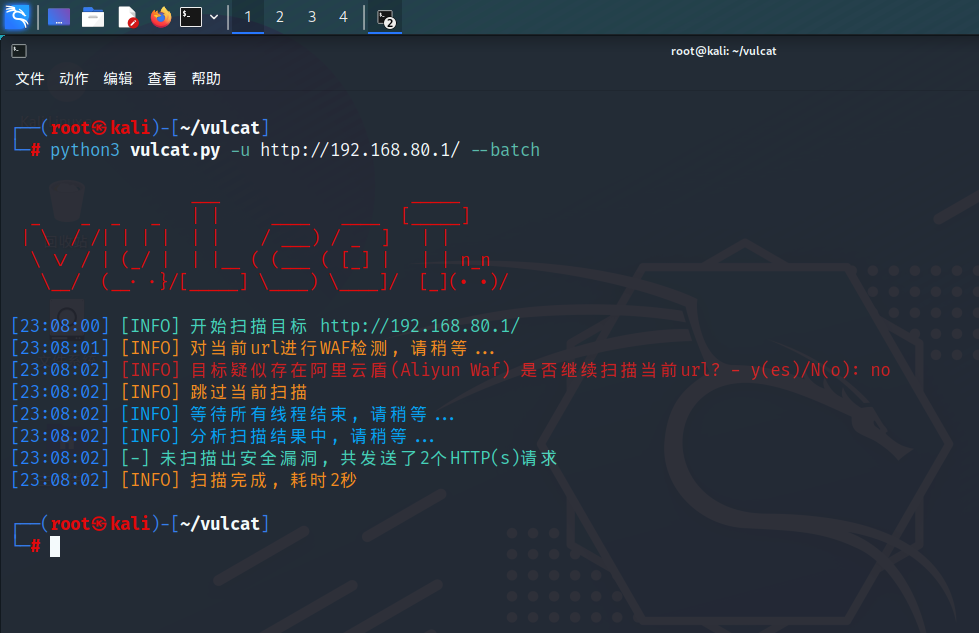 1 2 3 4 2
root@kali: ~/vulcat
文件 动作 编辑 查看 帮助
┌──(root㉿kali)-[~/vulcat]
└─# python3 vulcat.py -u http://192.168.80.1/ --batch
[23:08:00] [INFO] 开始扫描目标 http://192.168.80.1/
[23:08:01] [INFO] 对当前url进行WAF检测, 请稍等...
[23:08:02] [INFO] 目标疑似存在阿里云盾(Aliyun Waf) 是否继续扫描当前url? - y(es)/N(o): no
[23:08:02] [INFO] 跳过当前扫描
[23:08:02] [INFO] 等待所有线程结束, 请稍等...
[23:08:02] [INFO] 分析扫描结果中, 请稍等...
[23:08:02] [-] 未扫描出安全漏洞, 共发送了2个HTTP(s)请求
[23:08:02] [INFO] 扫描完成, 耗时2秒
┌──(root㉿kali)-[~/vulcat]
└─#